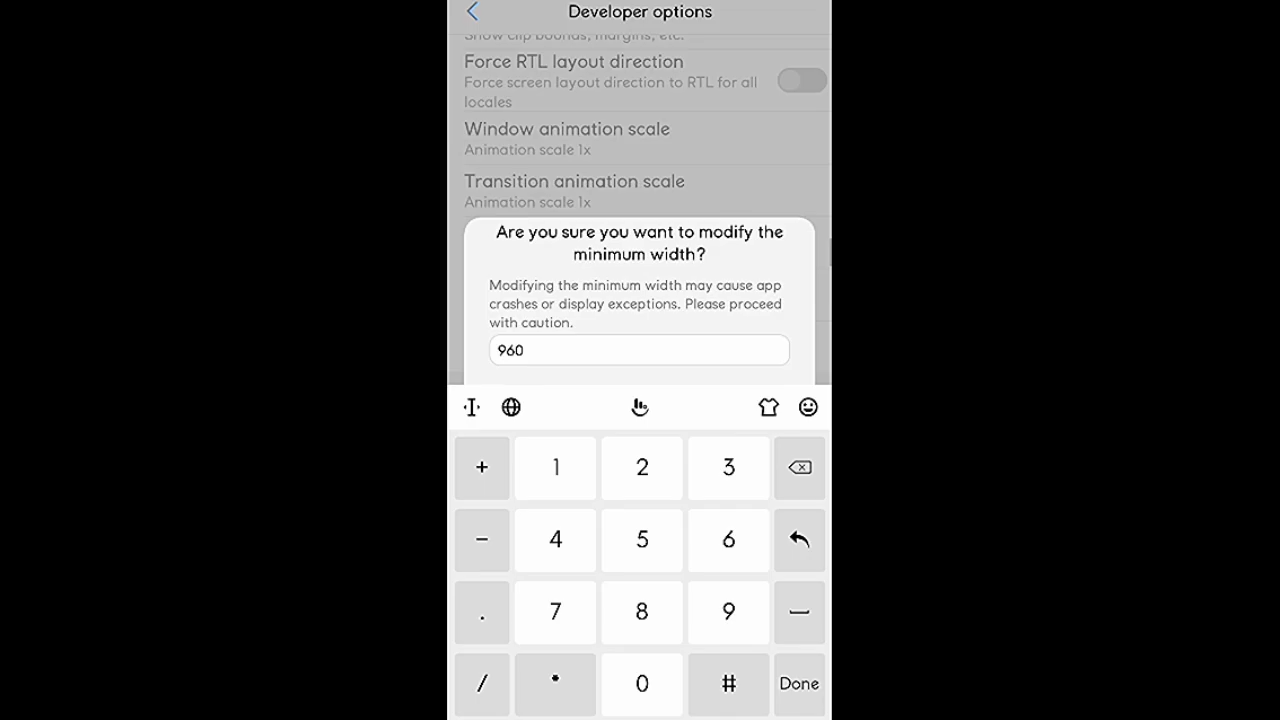 Developer options
Show clip bounds, margins, etc.
Force RTL layout direction
Force screen layout direction to RTL for all
locales
Window animation scale
Animation scale 1x
Transition animation scale
Animation scale 1x
Are you sure you want to modify the
minimum width?
Modifying the minimum width may cause app
crashes or display exceptions. Please proceed
with caution.
960
+ 1 2 3
- 4 5 6
. 7 8 9
/ * 0 # Done